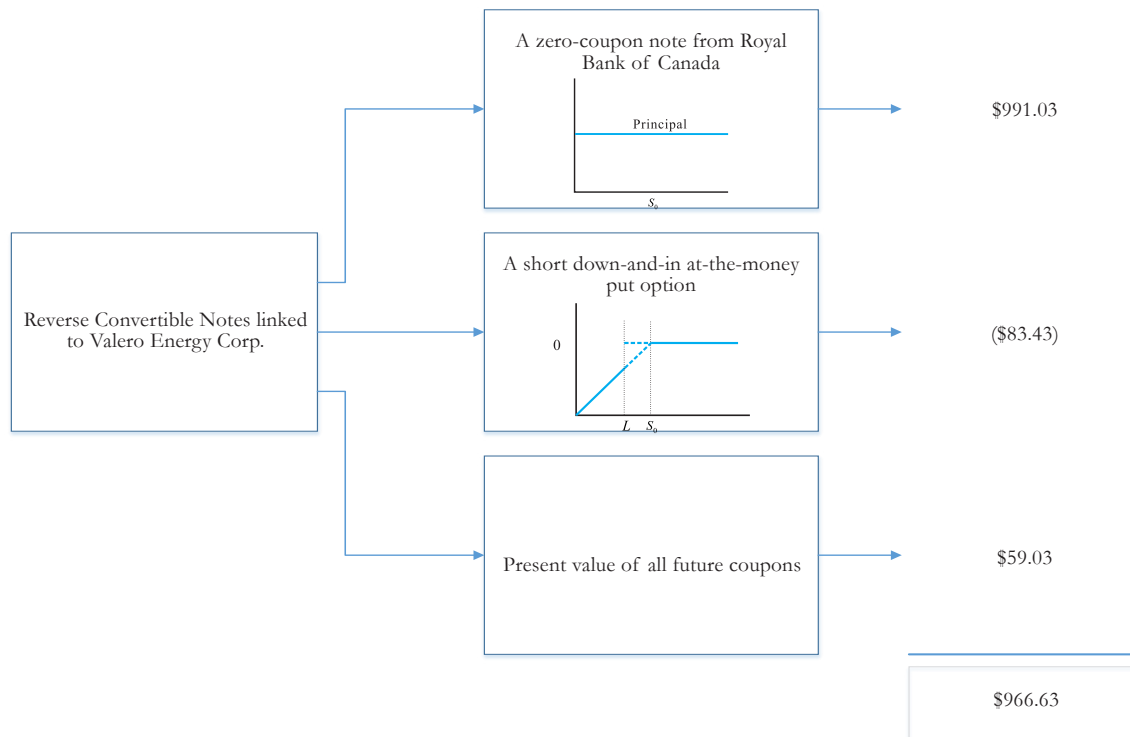 A zero-coupon note from Royal
Bank of Canada
Principal
S₀
$991.03
Reverse Convertible Notes linked
to Valero Energy Corp.
A short down-and-in at-the-money
put option
0
L S₀
($83.43)
Present value of all future coupons
$59.03
$966.63